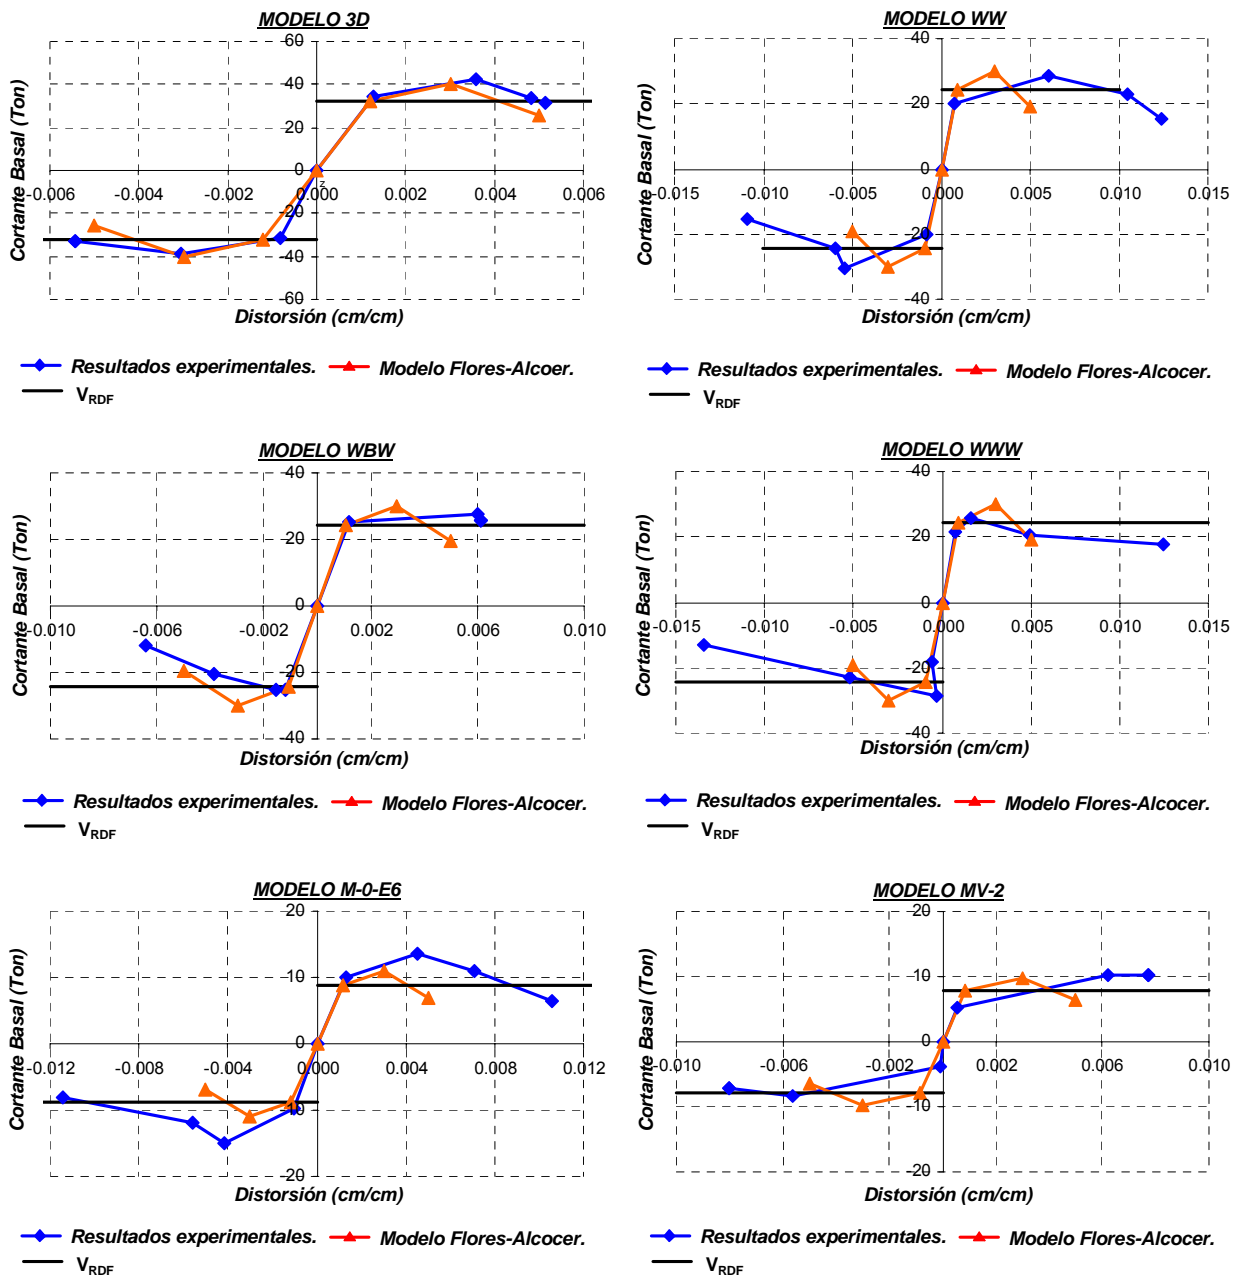 MODELO 3D
60
40
20
0
-20
-40
-60
-0.006 -0.004 -0.002 0.000 0.002 0.004 0.006
Cortante Basal (Ton)
Distorsión (cm/cm)
Resultados experimentales. Modelo Flores-Alcoer.
VRDF
MODELO WW
40
20
0
-20
-40
-0.015 -0.010 -0.005 0.000 0.005 0.010 0.015
Cortante Basal (Ton)
Distorsión (cm/cm)
Resultados experimentales. Modelo Flores-Alcocer.
VRDF
MODELO WBW
40
20
0
-20
-40
-0.010 -0.006 -0.002 0.002 0.006 0.010
Cortante Basal (Ton)
Distorsión (cm/cm)
Resultados experimentales. Modelo Flores-Alcocer.
VRDF
MODELO WWW
40
20
0
-20
-40
-0.015 -0.010 -0.005 0.000 0.005 0.010 0.015
Cortante Basal (Ton)
Distorsión (cm/cm)
Resultados experimentales. Modelo Flores-Alcocer.
VRDF
MODELO M-0-E6
20
10
0
-10
-20
-0.012 -0.008 -0.004 0.000 0.004 0.008 0.012
Cortante Basal (Ton)
Distorsión (cm/cm)
Resultados experimentales. Modelo Flores-Alcocer.
VRDF
MODELO MV-2
20
10
0
-10
-20
-0.010 -0.006 -0.002 0.002 0.006 0.010
Cortante Basal (Ton)
Distorsión (cm/cm)
Resultados experimentales. Modelo Flores-Alcocer.
VRDF